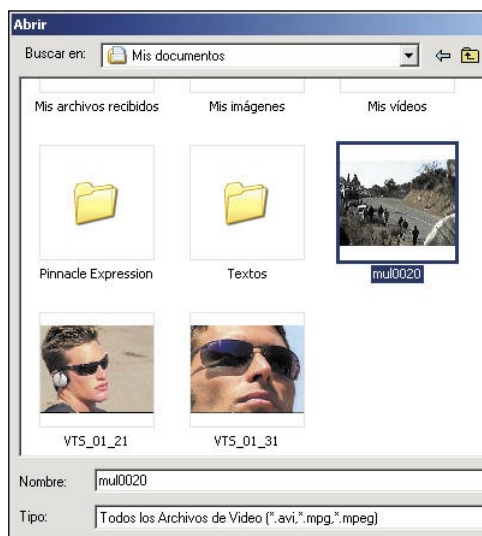 Abrir
Buscar en: Mis documentos
Mis archivos recibidos Mis imágenes Mis vídeos
Pinnacle Expression Textos mul0020
VTS_01_21 VTS_01_31
Nombre: mul0020
Tipo: Todos los Archivos de Video (*.avi,*.mpg,*.mpeg)